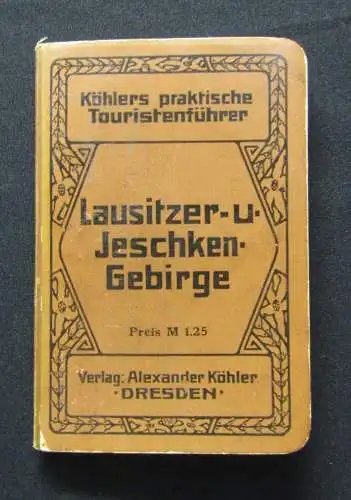 Köhlers praktische
Touristenführer
Lausitzer-u.
Jeschken-
Gebirge
Preis M 1.25
Verlag: Alexander Köhler
·DRESDEN·